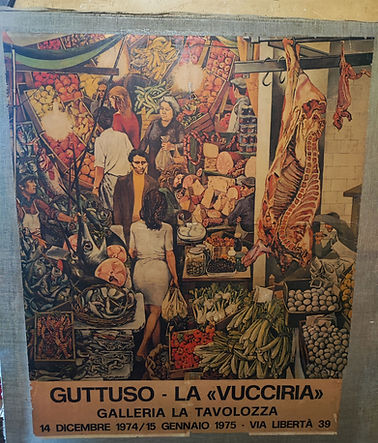 GUTTUSO - LA «VUCCIRIA»
GALLERIA LA TAVOLOZZA
14 DICEMBRE 1974/15 GENNAIO 1975 - VIA LIBERTÀ 39